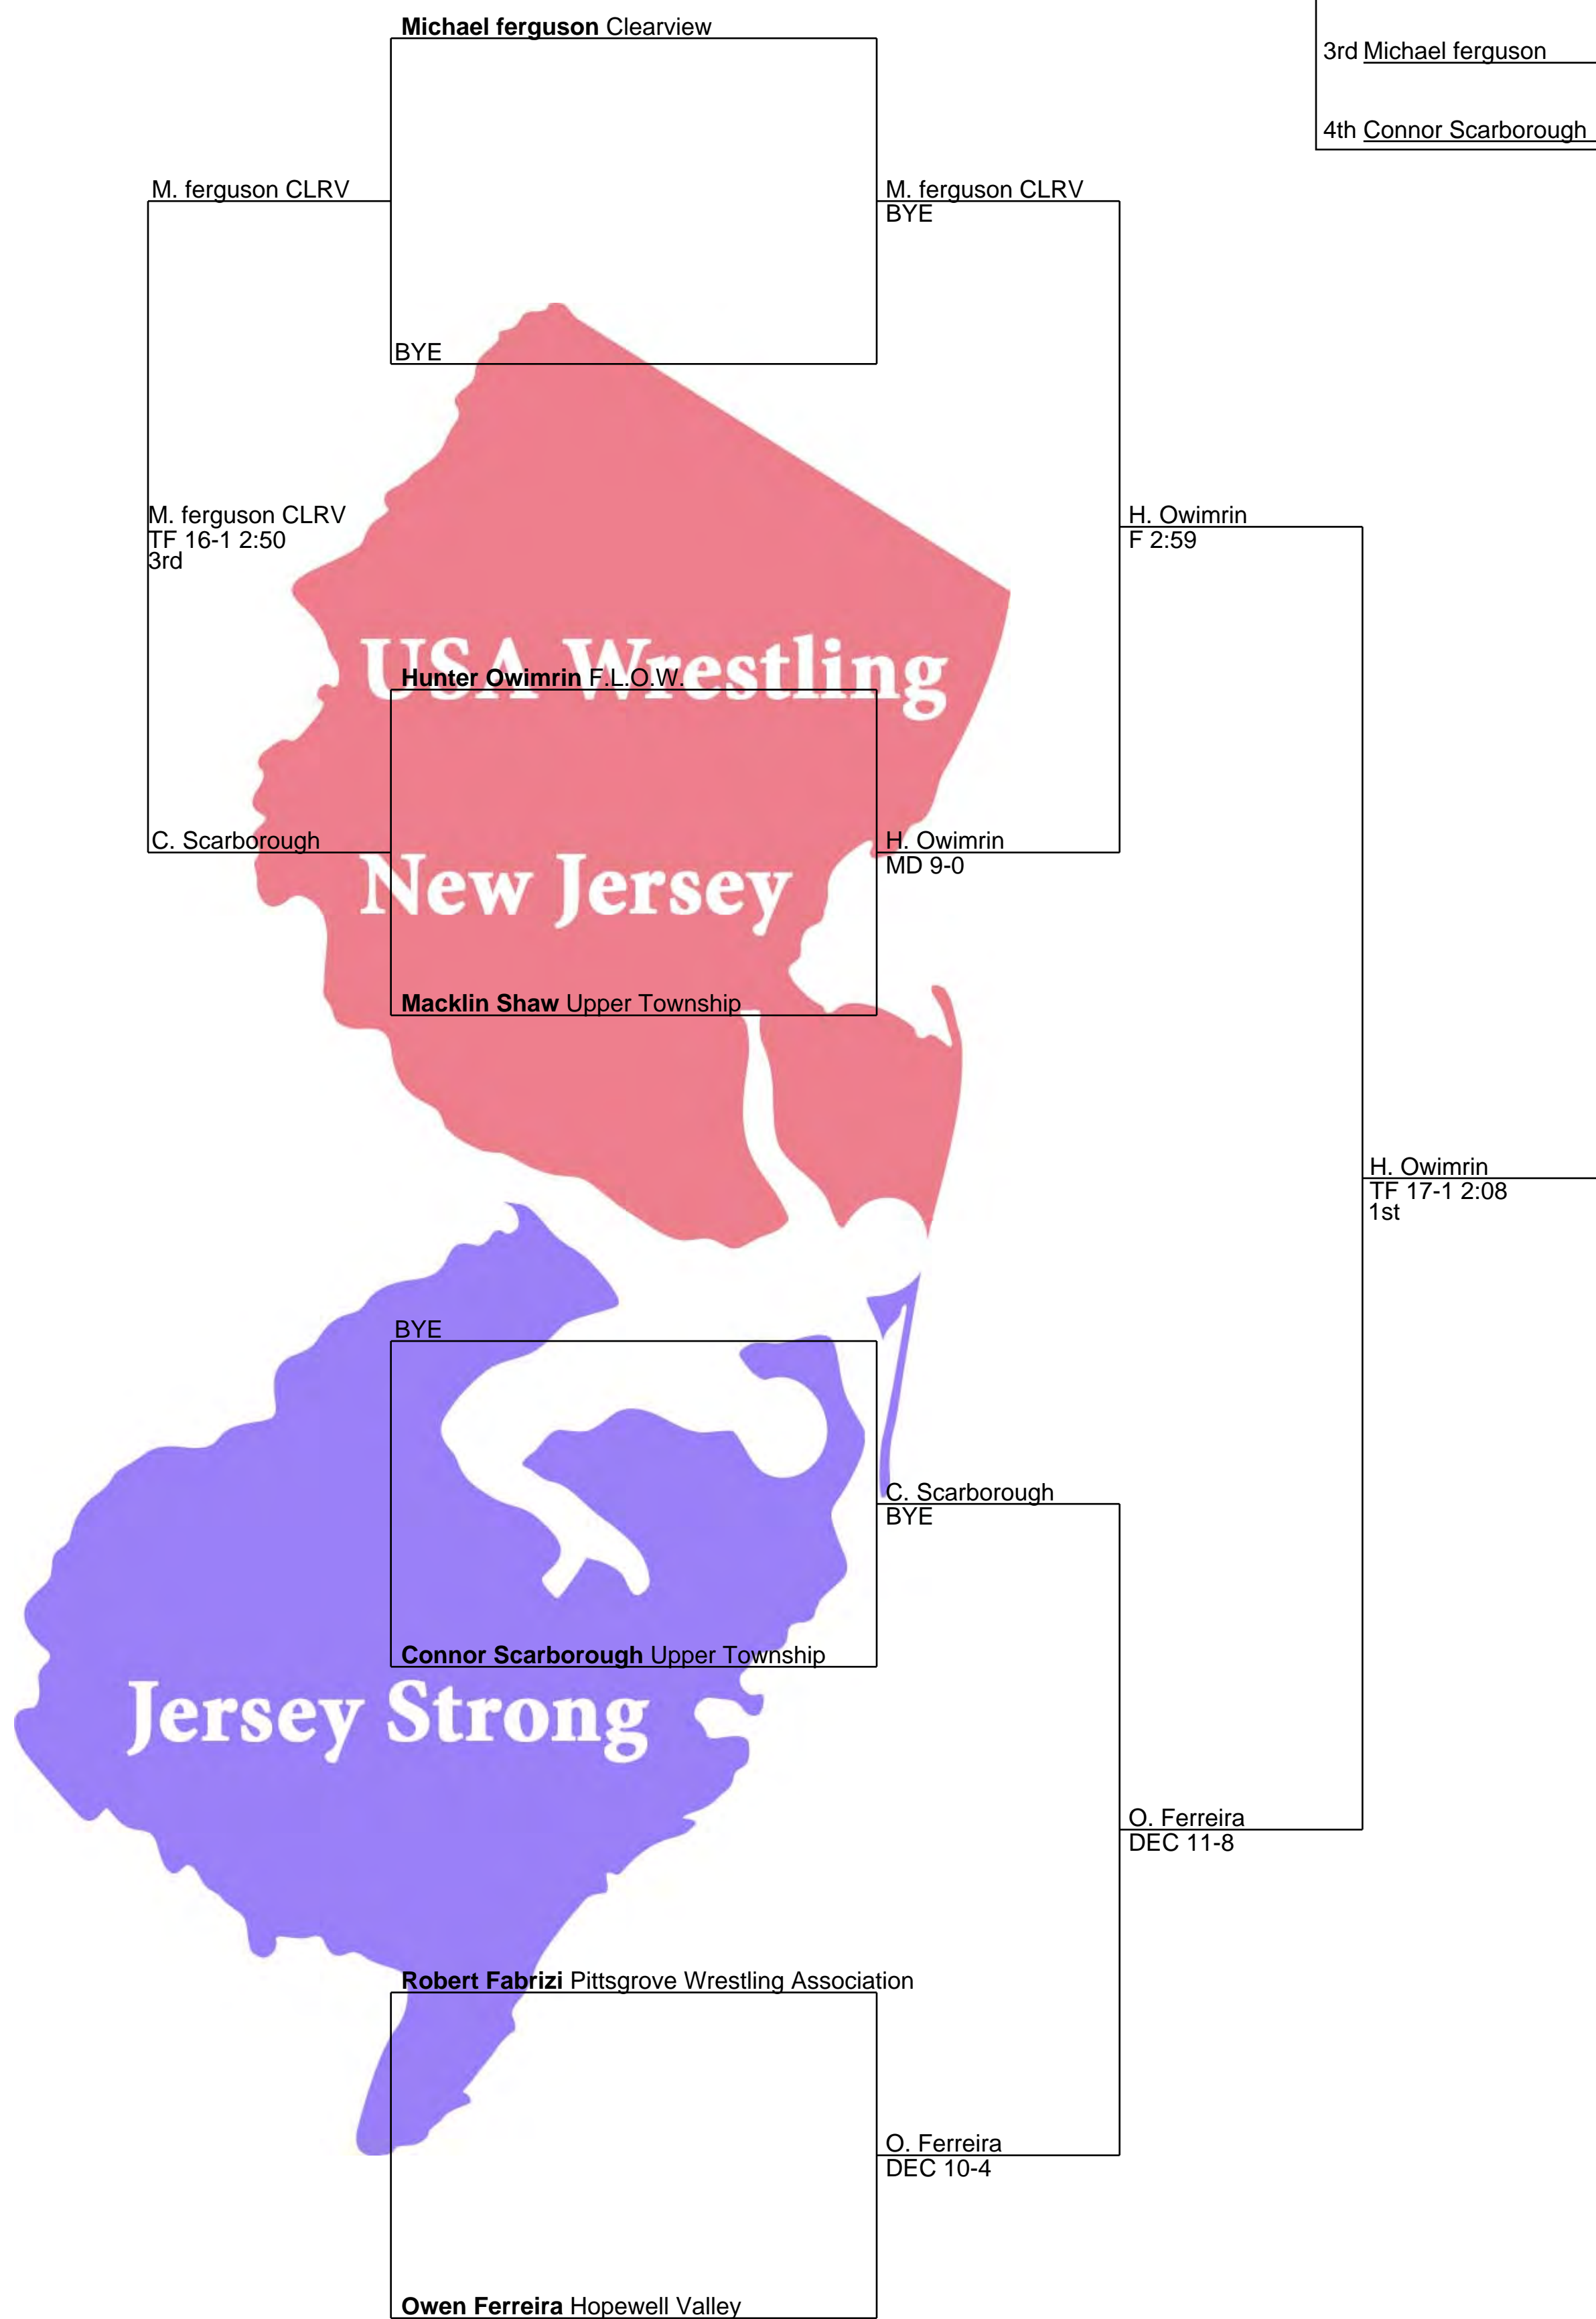 Michael ferguson Clearview
3rd Michael ferguson
4th Connor Scarborough
M. ferguson CLRV
M. ferguson CLRV
BYE
BYE
M. ferguson CLRV
TF 16-1 2:50
3rd
H. Owimrin
F 2:59
USA Wrestling
Hunter Owimrin F.L.O.W.
C. Scarborough
H. Owimrin
MD 9-0
New Jersey
Macklin Shaw Upper Township
H. Owimrin
TF 17-1 2:08
1st
BYE
C. Scarborough
BYE
Connor Scarborough Upper Township
Jersey Strong
O. Ferreira
DEC 11-8
Robert Fabrizi Pittsgrove Wrestling Association
O. Ferreira
DEC 10-4
Owen Ferreira Hopewell Valley